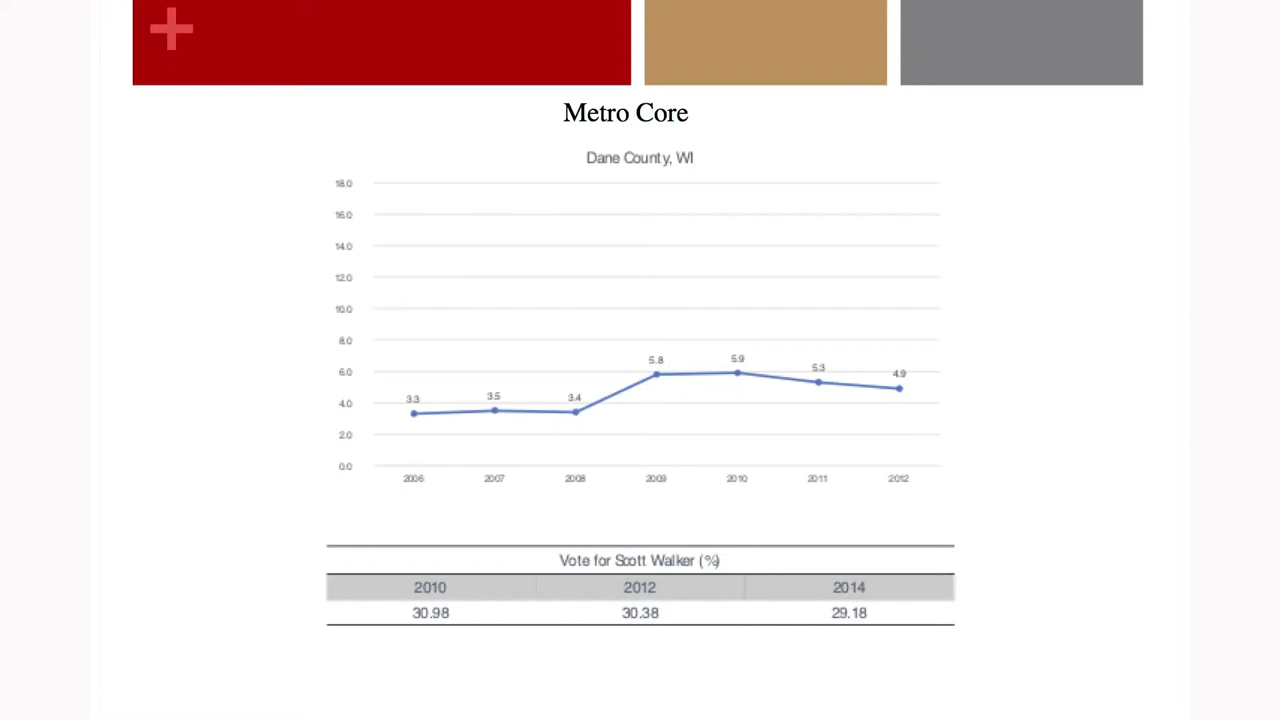 +
Metro Core
Dane County, WI
18.0
16.0
14.0
12.0
10.0
8.0
6.0
4.0
2.0
0.0
3.3 3.5 3.4 5.8 5.9 5.3 4.9
2006 2007 2008 2009 2010 2011 2012
Vote for Scott Walker (%)
2010 2012 2014
30.98 30.38 29.18